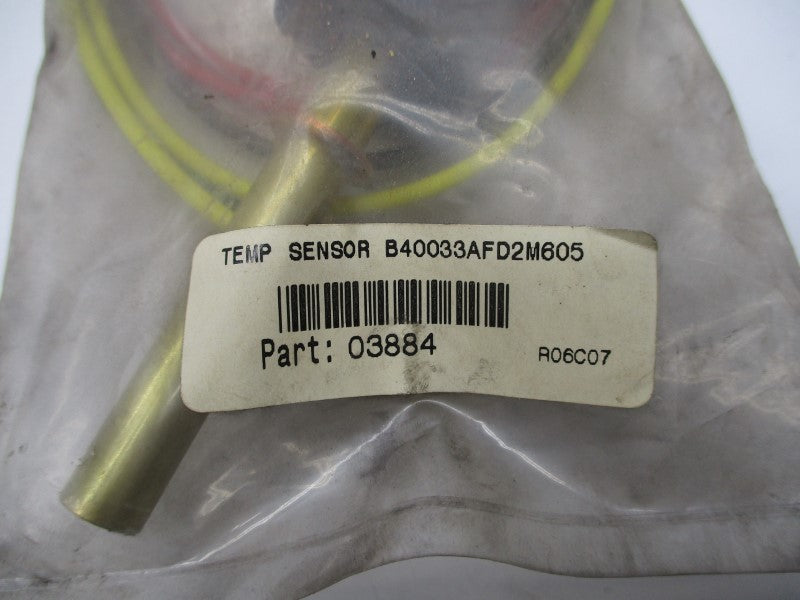 TEMP SENSOR B40033AFD2M605
Part: 03884
R06C07